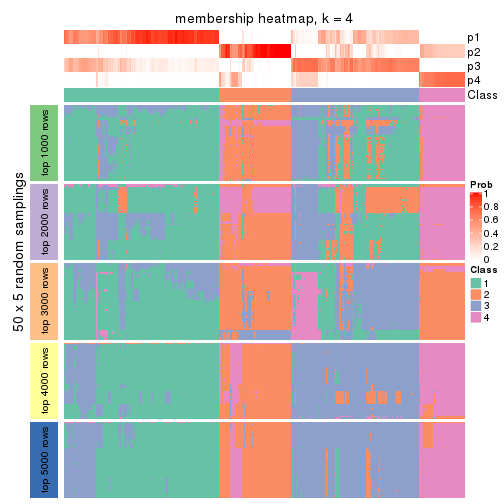 membership heatmap, k = 4
p1
p2
p3
p4
Class
50 x 5 random samplings
top 1000 rows
top 2000 rows
top 3000 rows
top 4000 rows
top 5000 rows
Prob
1
0.8
0.6
0.4
0.2
0
Class
1
2
3
4